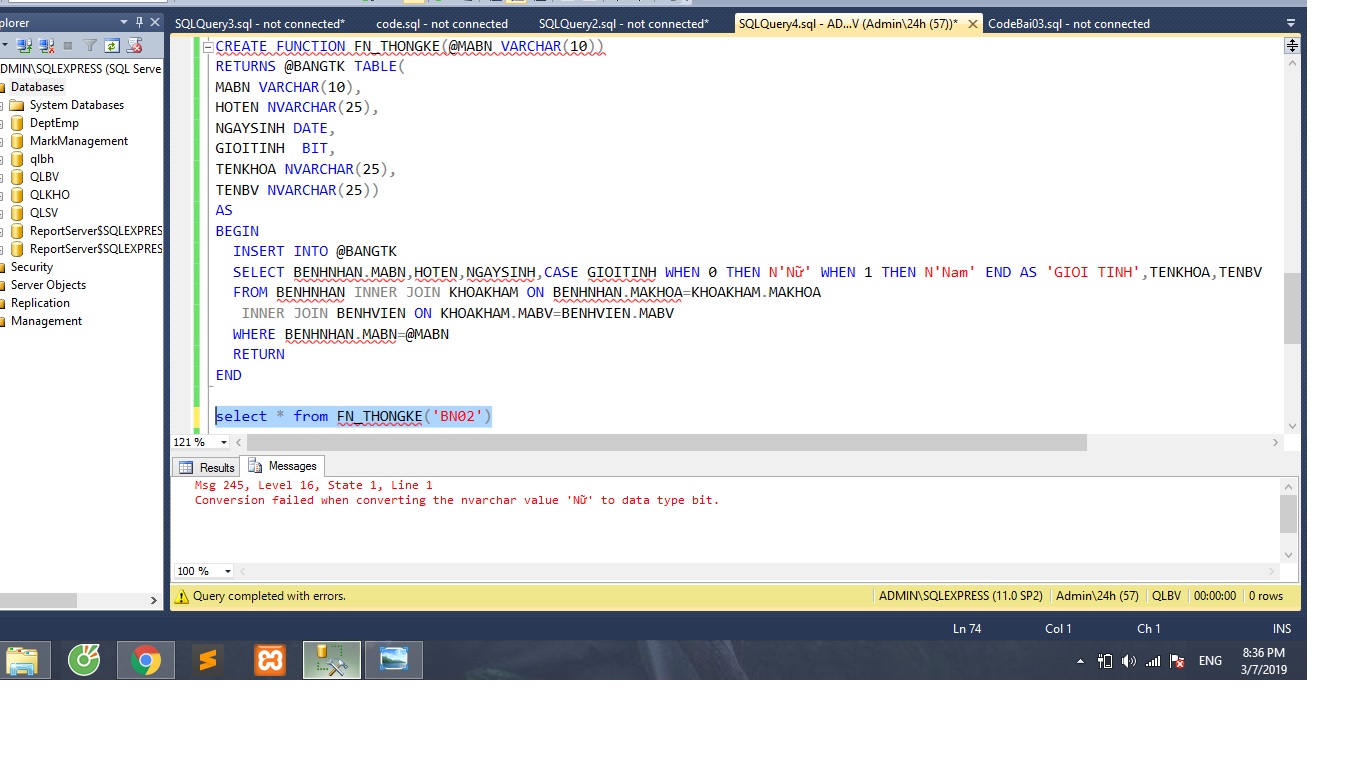 plorer
SQLQuery3.sql - not connected*
code.sql - not connected
SQLQuery2.sql - not connected*
SQLQuery4.sql - AD...V (Admin\24h (57))*
CodeBai03.sql - not connected
DMIN\SQLEXPRESS (SQL Serve
Databases
System Databases
DeptEmp
MarkManagement
qlbh
QLBV
QLKHO
QLSV
ReportServer$SQLEXPRES
ReportServer$SQLEXPRES
Security
Server Objects
Replication
Management
CREATE FUNCTION FN_THONGKE(@MABN VARCHAR(10))
RETURNS @BANGTK TABLE(
MABN VARCHAR(10),
HOTEN NVARCHAR(25),
NGAYSINH DATE,
GIOITINH  BIT,
TENKHOA NVARCHAR(25),
TENBV NVARCHAR(25))
AS
BEGIN
INSERT INTO @BANGTK
SELECT BENHNHAN.MABN,HOTEN,NGAYSINH,CASE GIOITINH WHEN 0 THEN N'Nữ' WHEN 1 THEN N'Nam' END AS 'GIOI TINH',TENKHOA,TENBV
FROM BENHNHAN INNER JOIN KHOAKHAM ON BENHNHAN.MAKHOA=KHOAKHAM.MAKHOA
INNER JOIN BENHVIEN ON KHOAKHAM.MABV=BENHVIEN.MABV
WHERE BENHNHAN.MABN=@MABN
RETURN
END
select * from FN_THONGKE('BN02')
121 %
Results
Messages
Msg 245, Level 16, State 1, Line 1
Conversion failed when converting the nvarchar value 'Nữ' to data type bit.
100 %
Query completed with errors.
ADMIN\SQLEXPRESS (11.0 SP2)
Admin\24h (57)
QLBV
00:00:00
0 rows
Ln 74
Col 1
Ch 1
INS
ENG
8:36 PM
3/7/2019